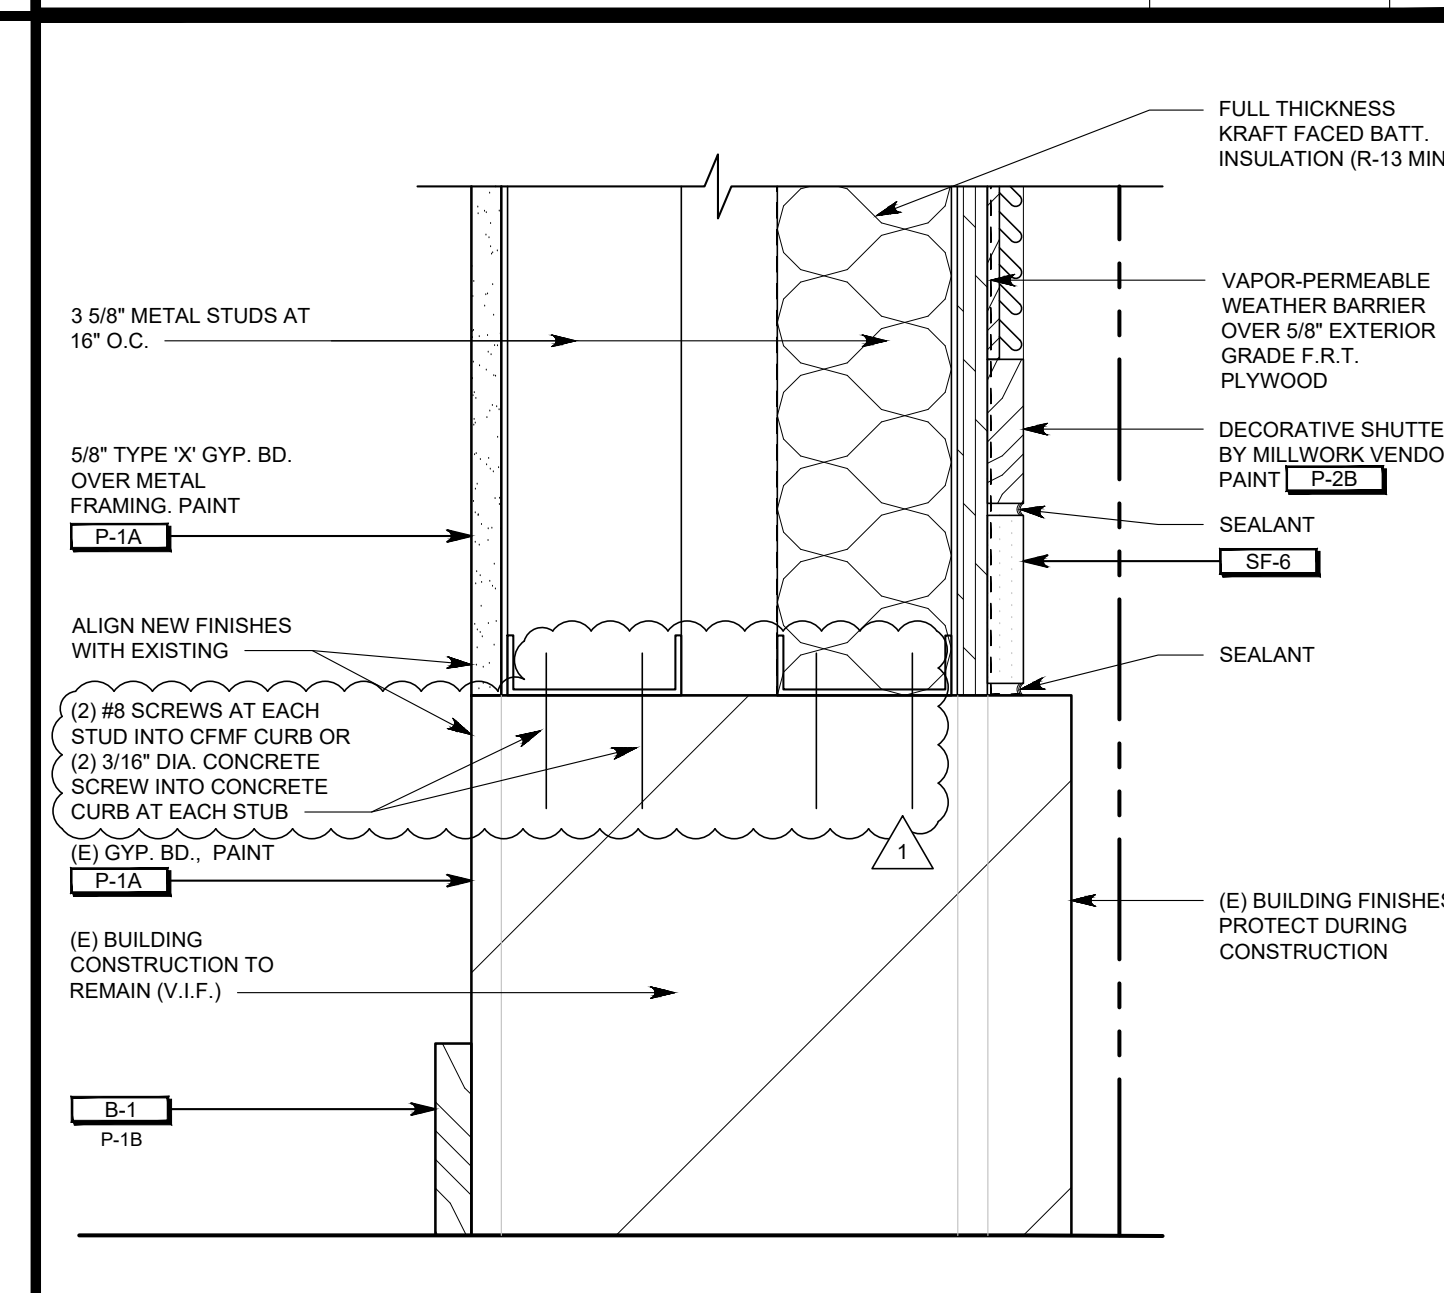 FULL THICKNESS
KRAFT FACED BATT.
INSULATION (R-13 MIN
3 5/8" METAL STUDS AT
16" O.C.
VAPOR-PERMEABLE
WEATHER BARRIER
OVER 5/8" EXTERIOR
GRADE F.R.T.
PLYWOOD
5/8" TYPE 'X' GYP. BD.
OVER METAL
FRAMING. PAINT
P-1A
DECORATIVE SHUTTE
BY MILLWORK VENDO
PAINT P-2B
SEALANT
SF-6
ALIGN NEW FINISHES
WITH EXISTING
SEALANT
(2) #8 SCREWS AT EACH
STUD INTO CFMF CURB OR
(2) 3/16" DIA. CONCRETE
SCREW INTO CONCRETE
CURB AT EACH STUB
1
(E) GYP. BD., PAINT
P-1A
(E) BUILDING FINISHES
PROTECT DURING
CONSTRUCTION
(E) BUILDING
CONSTRUCTION TO
REMAIN (V.I.F.)
B-1
P-1B